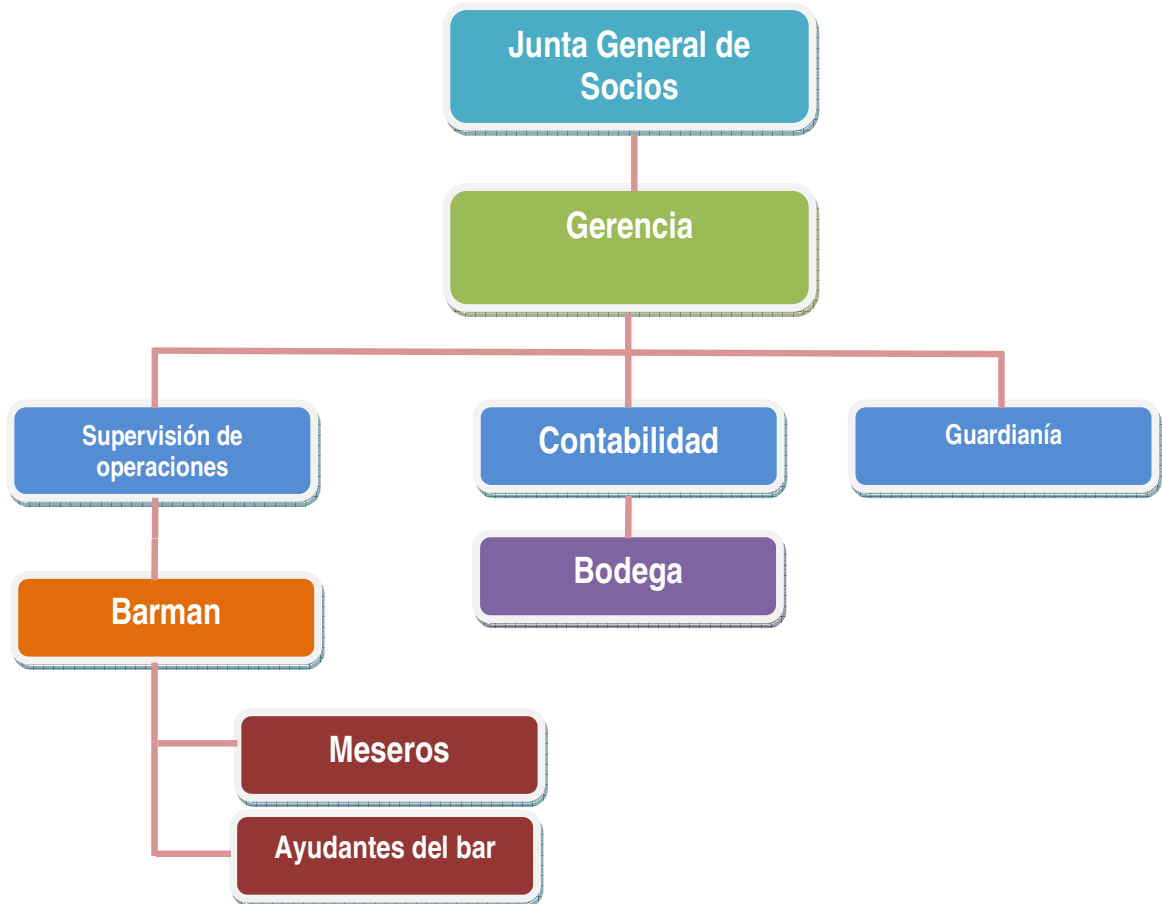 Junta General de
Socios
Gerencia
Supervisión de
operaciones
Contabilidad
Guardianía
Bodega
Barman
Meseros
Ayudantes del bar